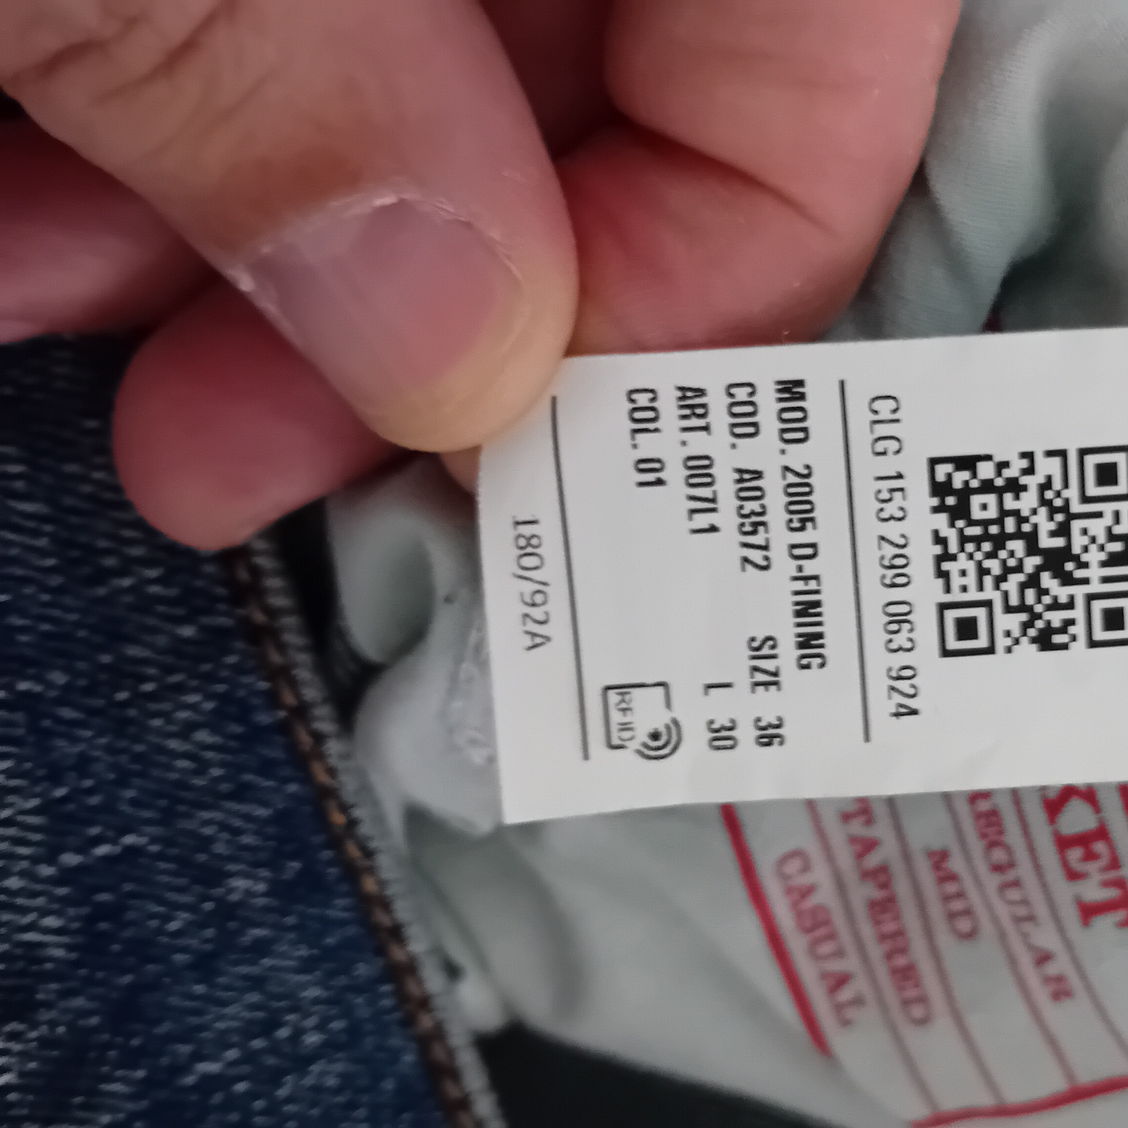 CLG 153 299 063 924
MOD. 2005 D-FINING
COD. A03572 SIZE 36
L 30
ART. 007L1
COL. 01
RFID
180/92A
REGULAR
MID
TAPERED
CASUAL